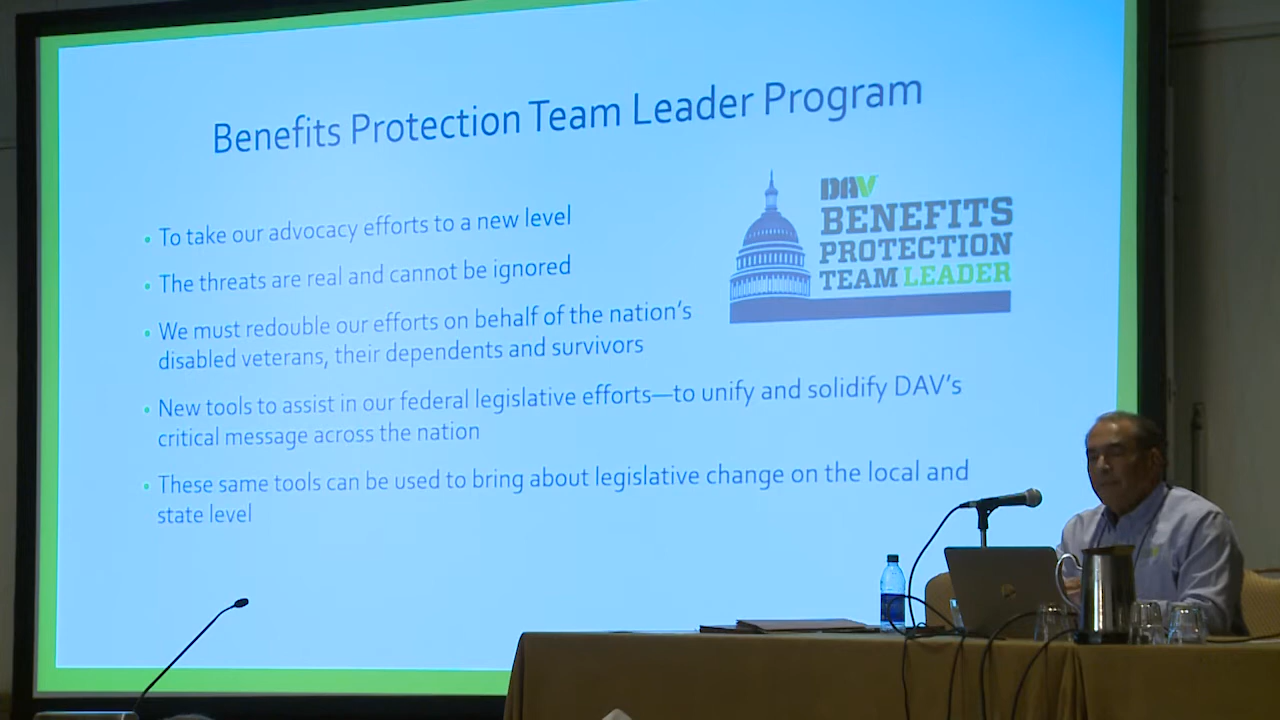 Benefits Protection Team Leader Program
• To take our advocacy efforts to a new level
• The threats are real and cannot be ignored
• We must redouble our efforts on behalf of the nation's
disabled veterans, their dependents and survivors
• New tools to assist in our federal legislative efforts—to unify and solidify DAV's
critical message across the nation
• These same tools can be used to bring about legislative change on the local and
state level
DAV
BENEFITS
PROTECTION
TEAM LEADER